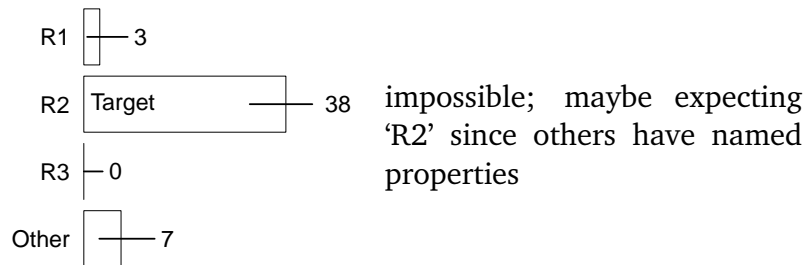 R1 3
R2 Target 38
R3 0
Other 7
impossible; maybe expecting
‘R2’ since others have named
properties